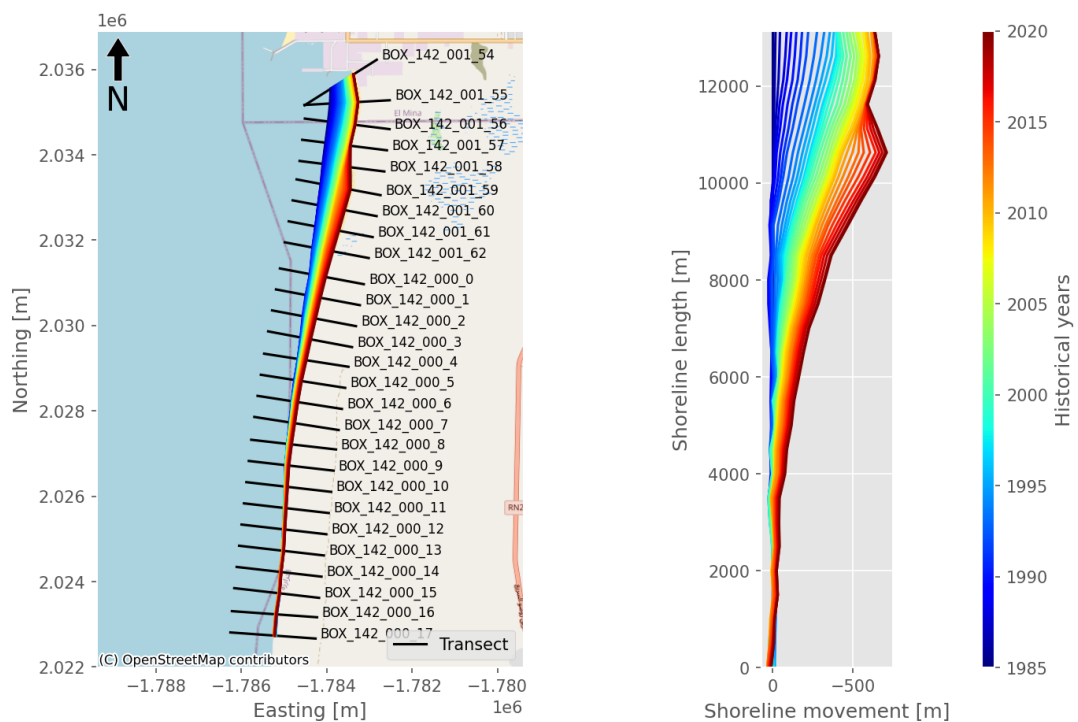 1e6
2.036
2.034
2.032
2.030
2.028
2.026
2.024
2.022
Northing [m]
N
BOX_142_001_54
BOX_142_001_55
El Mina
BOX_142_001_56
BOX_142_001_57
BOX_142_001_58
BOX_142_001_59
BOX_142_001_60
BOX_142_001_61
BOX_142_001_62
BOX_142_000_0
BOX_142_000_1
BOX_142_000_2
BOX_142_000_3
BOX_142_000_4
BOX_142_000_5
BOX_142_000_6
BOX_142_000_7
BOX_142_000_8
BOX_142_000_9
BOX_142_000_10
BOX_142_000_11
RN2
BOX_142_000_12
BOX_142_000_13
BOX_142_000_14
BOX_142_000_15
BOX_142_000_16
BOX_142_000_17
Transect
(C) OpenStreetMap contributors
−1.788 −1.786 −1.784 −1.782 −1.780
1e6
Easting [m]
12000
10000
8000
6000
4000
2000
0
Shoreline length [m]
0 −500
Shoreline movement [m]
2020
2015
2010
2005
2000
1995
1990
1985
Historical years